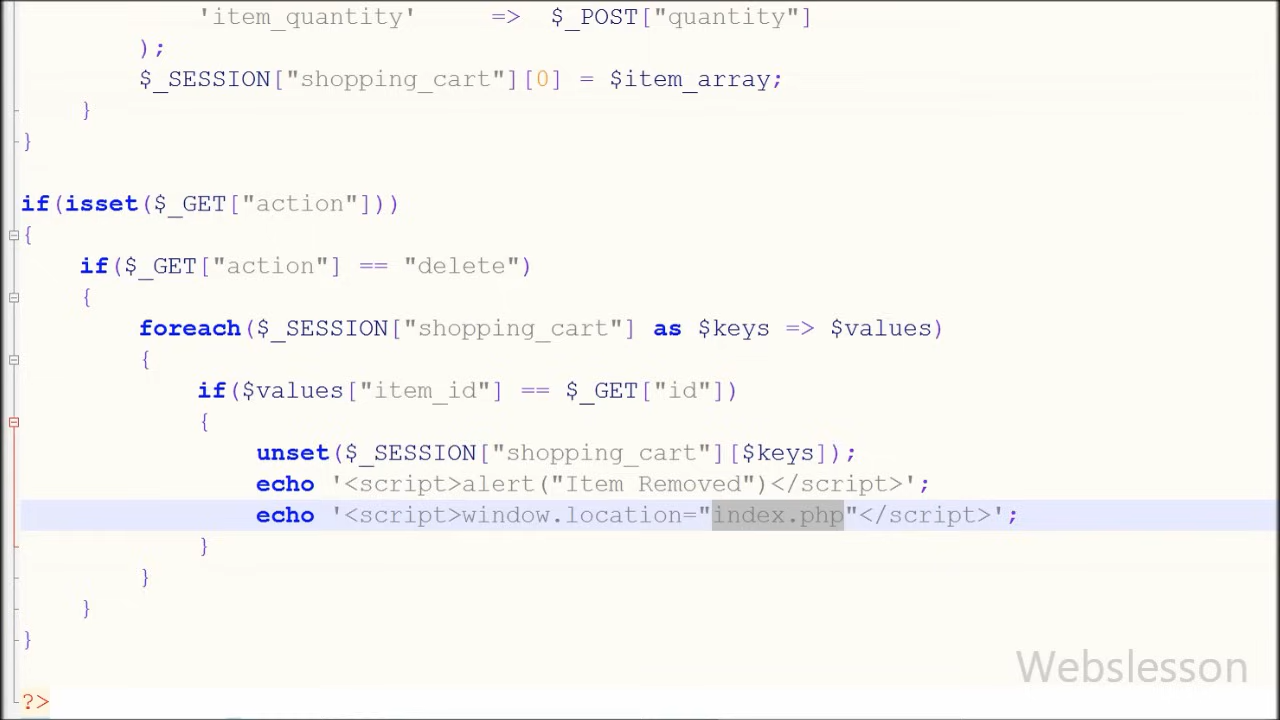 'item_quantity' => $_POST["quantity"]
);
$_SESSION["shopping_cart"][0] = $item_array;
}
}
if(isset($_GET["action"]))
{
if($_GET["action"] == "delete")
{
foreach($_SESSION["shopping_cart"] as $keys => $values)
{
if($values["item_id"] == $_GET["id"])
{
unset($_SESSION["shopping_cart"][$keys]);
echo '<script>alert("Item Removed")</script>';
echo '<script>window.location="index.php"</script>';
}
}
}
}
Webslesson
?>